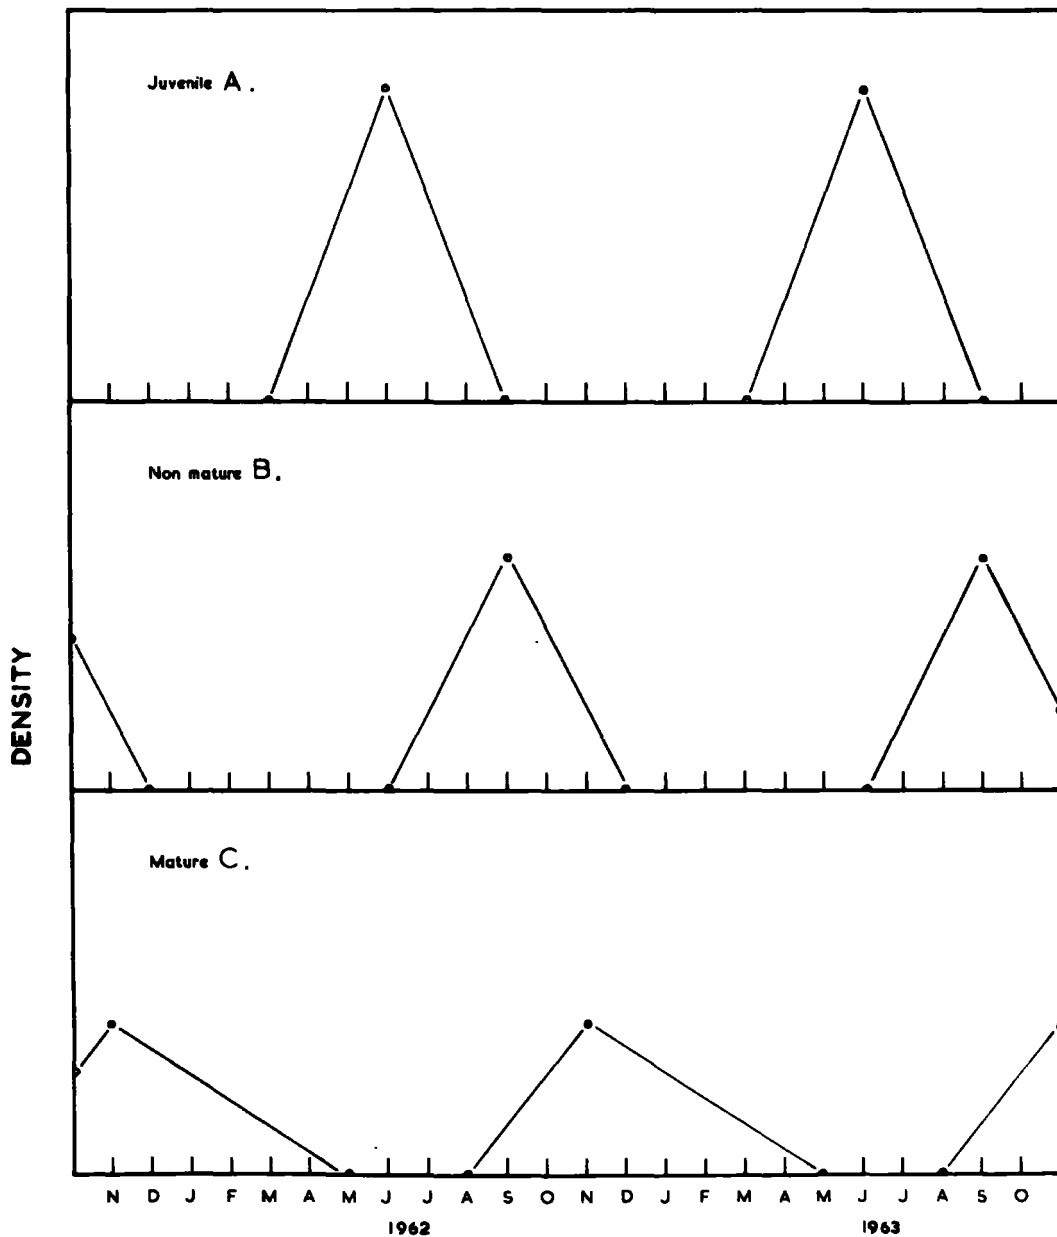 Juvenile A.
Non mature B.
DENSITY
Mature C.
N D J F M A M J J A S O N D J F M A M J J A S O
1962 1963